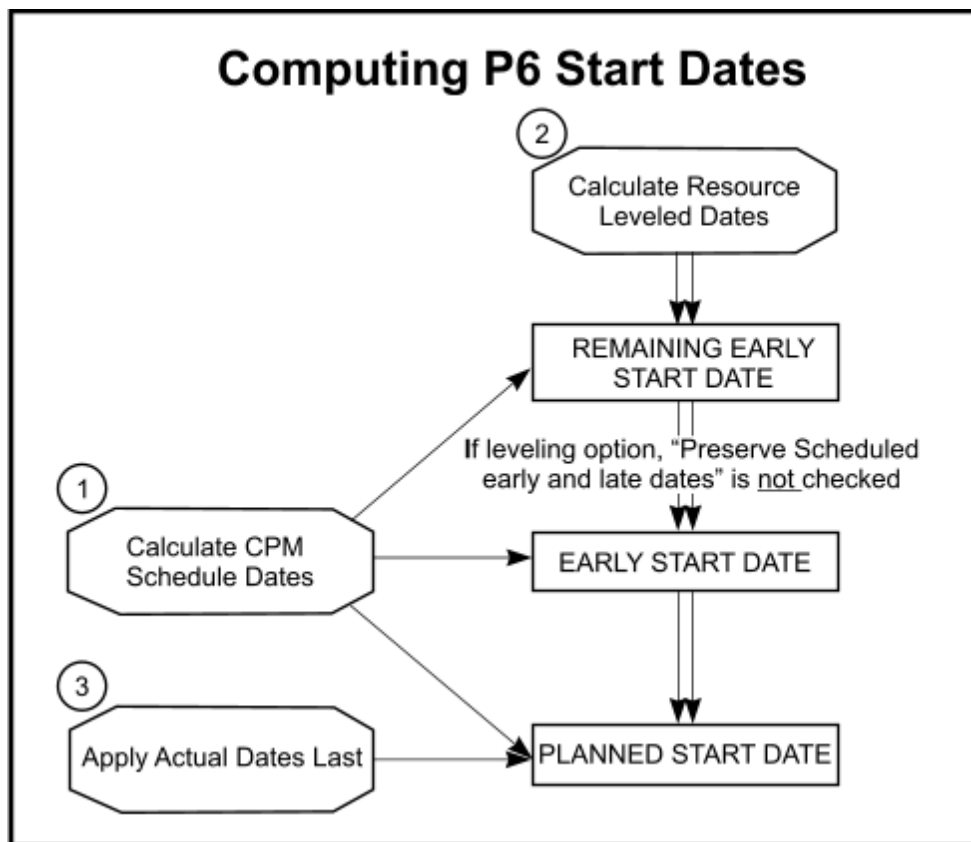 Computing P6 Start Dates
2
Calculate Resource
Leveled Dates
REMAINING EARLY
START DATE
If leveling option, “Preserve Scheduled
early and late dates” is not checked
1
Calculate CPM
Schedule Dates
EARLY START DATE
3
Apply Actual Dates Last
PLANNED START DATE